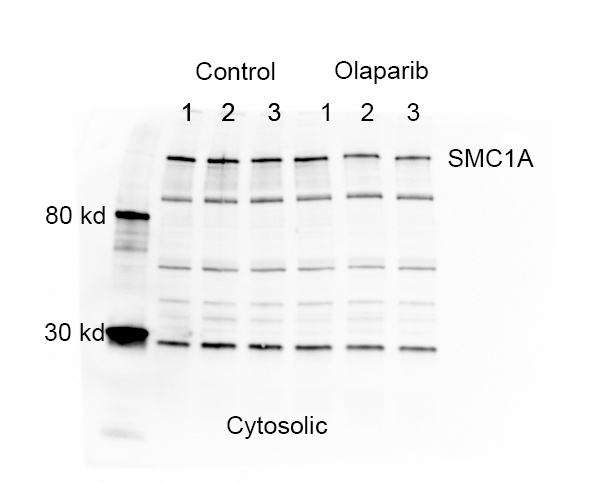 Control Olaparib
1 2 3 1 2 3
SMC1A
80 kd
30 kd
Cytosolic